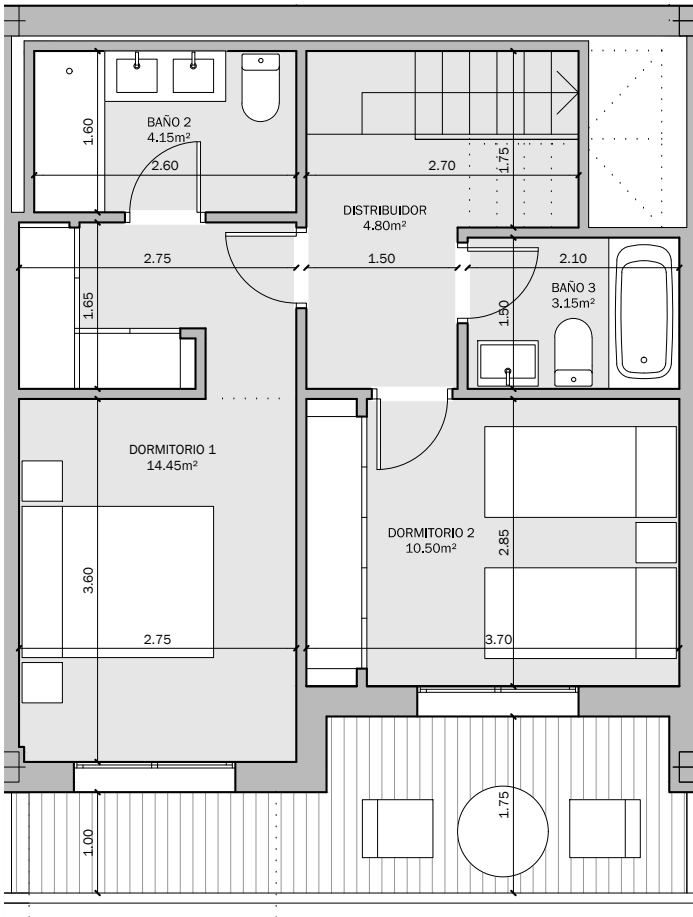 BAÑO 2
4.15m²
1.60
2.60
2.70
1.75
DISTRIBUIDOR
4.80m²
2.75
1.50
2.10
1.65
BAÑO 3
3.15m²
1.50
DORMITORIO 1
14.45m²
DORMITORIO 2
10.50m²
2.85
3.60
2.75
3.70
1.75
1.00